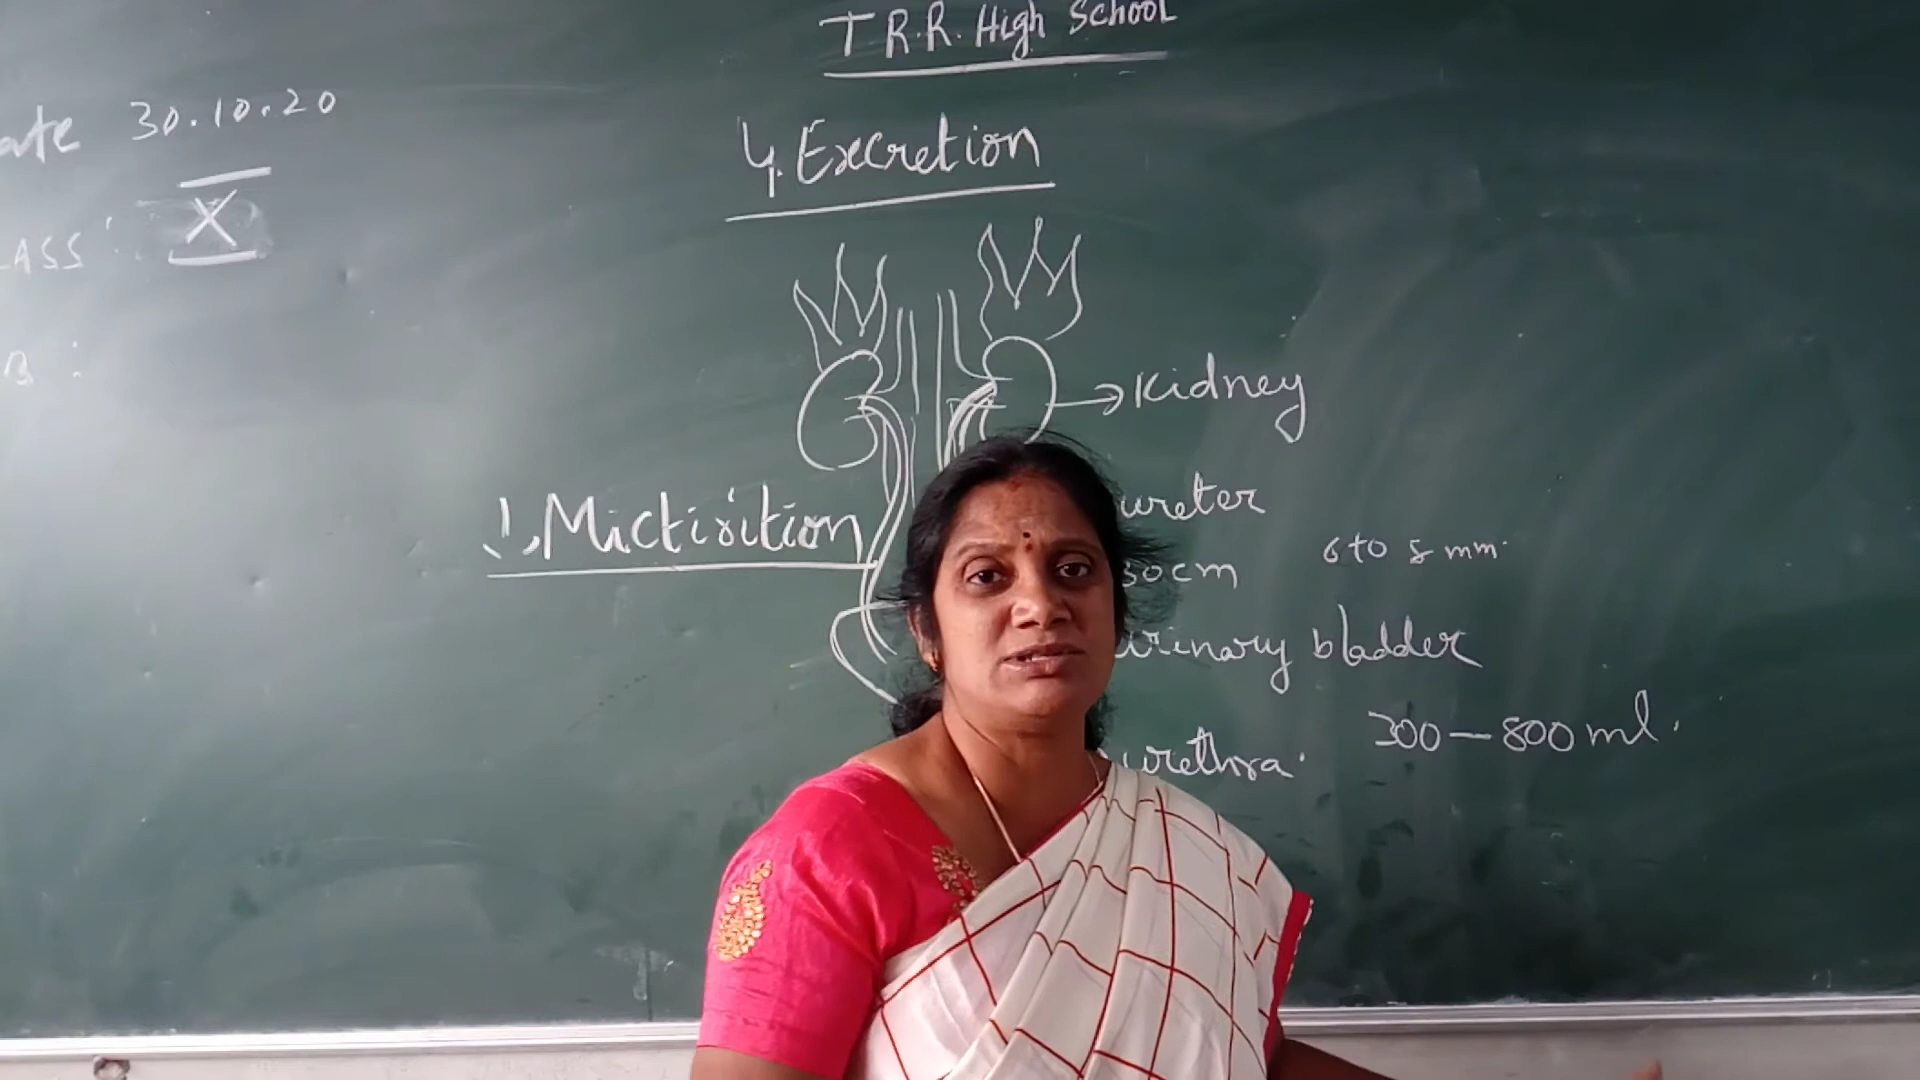 T R.R. High School
ate 30.10.20
4. Excretion
LASS: X
B :
Kidney
ureter
1. Mictirition
30cm 6 to 8 mm.
urinary bladder
300 - 800 ml.
urethra.